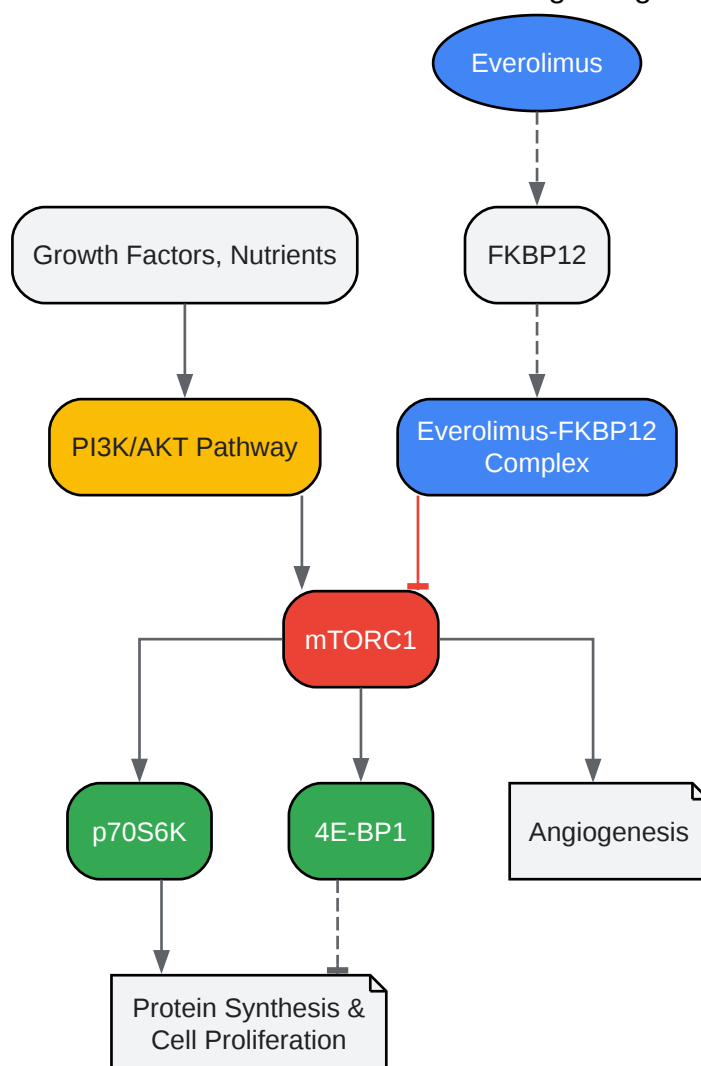 Everolimus
Growth Factors, Nutrients
FKBP12
PI3K/AKT Pathway
Everolimus-FKBP12
Complex
mTORC1
p70S6K
4E-BP1
Angiogenesis
Protein Synthesis &
Cell Proliferation